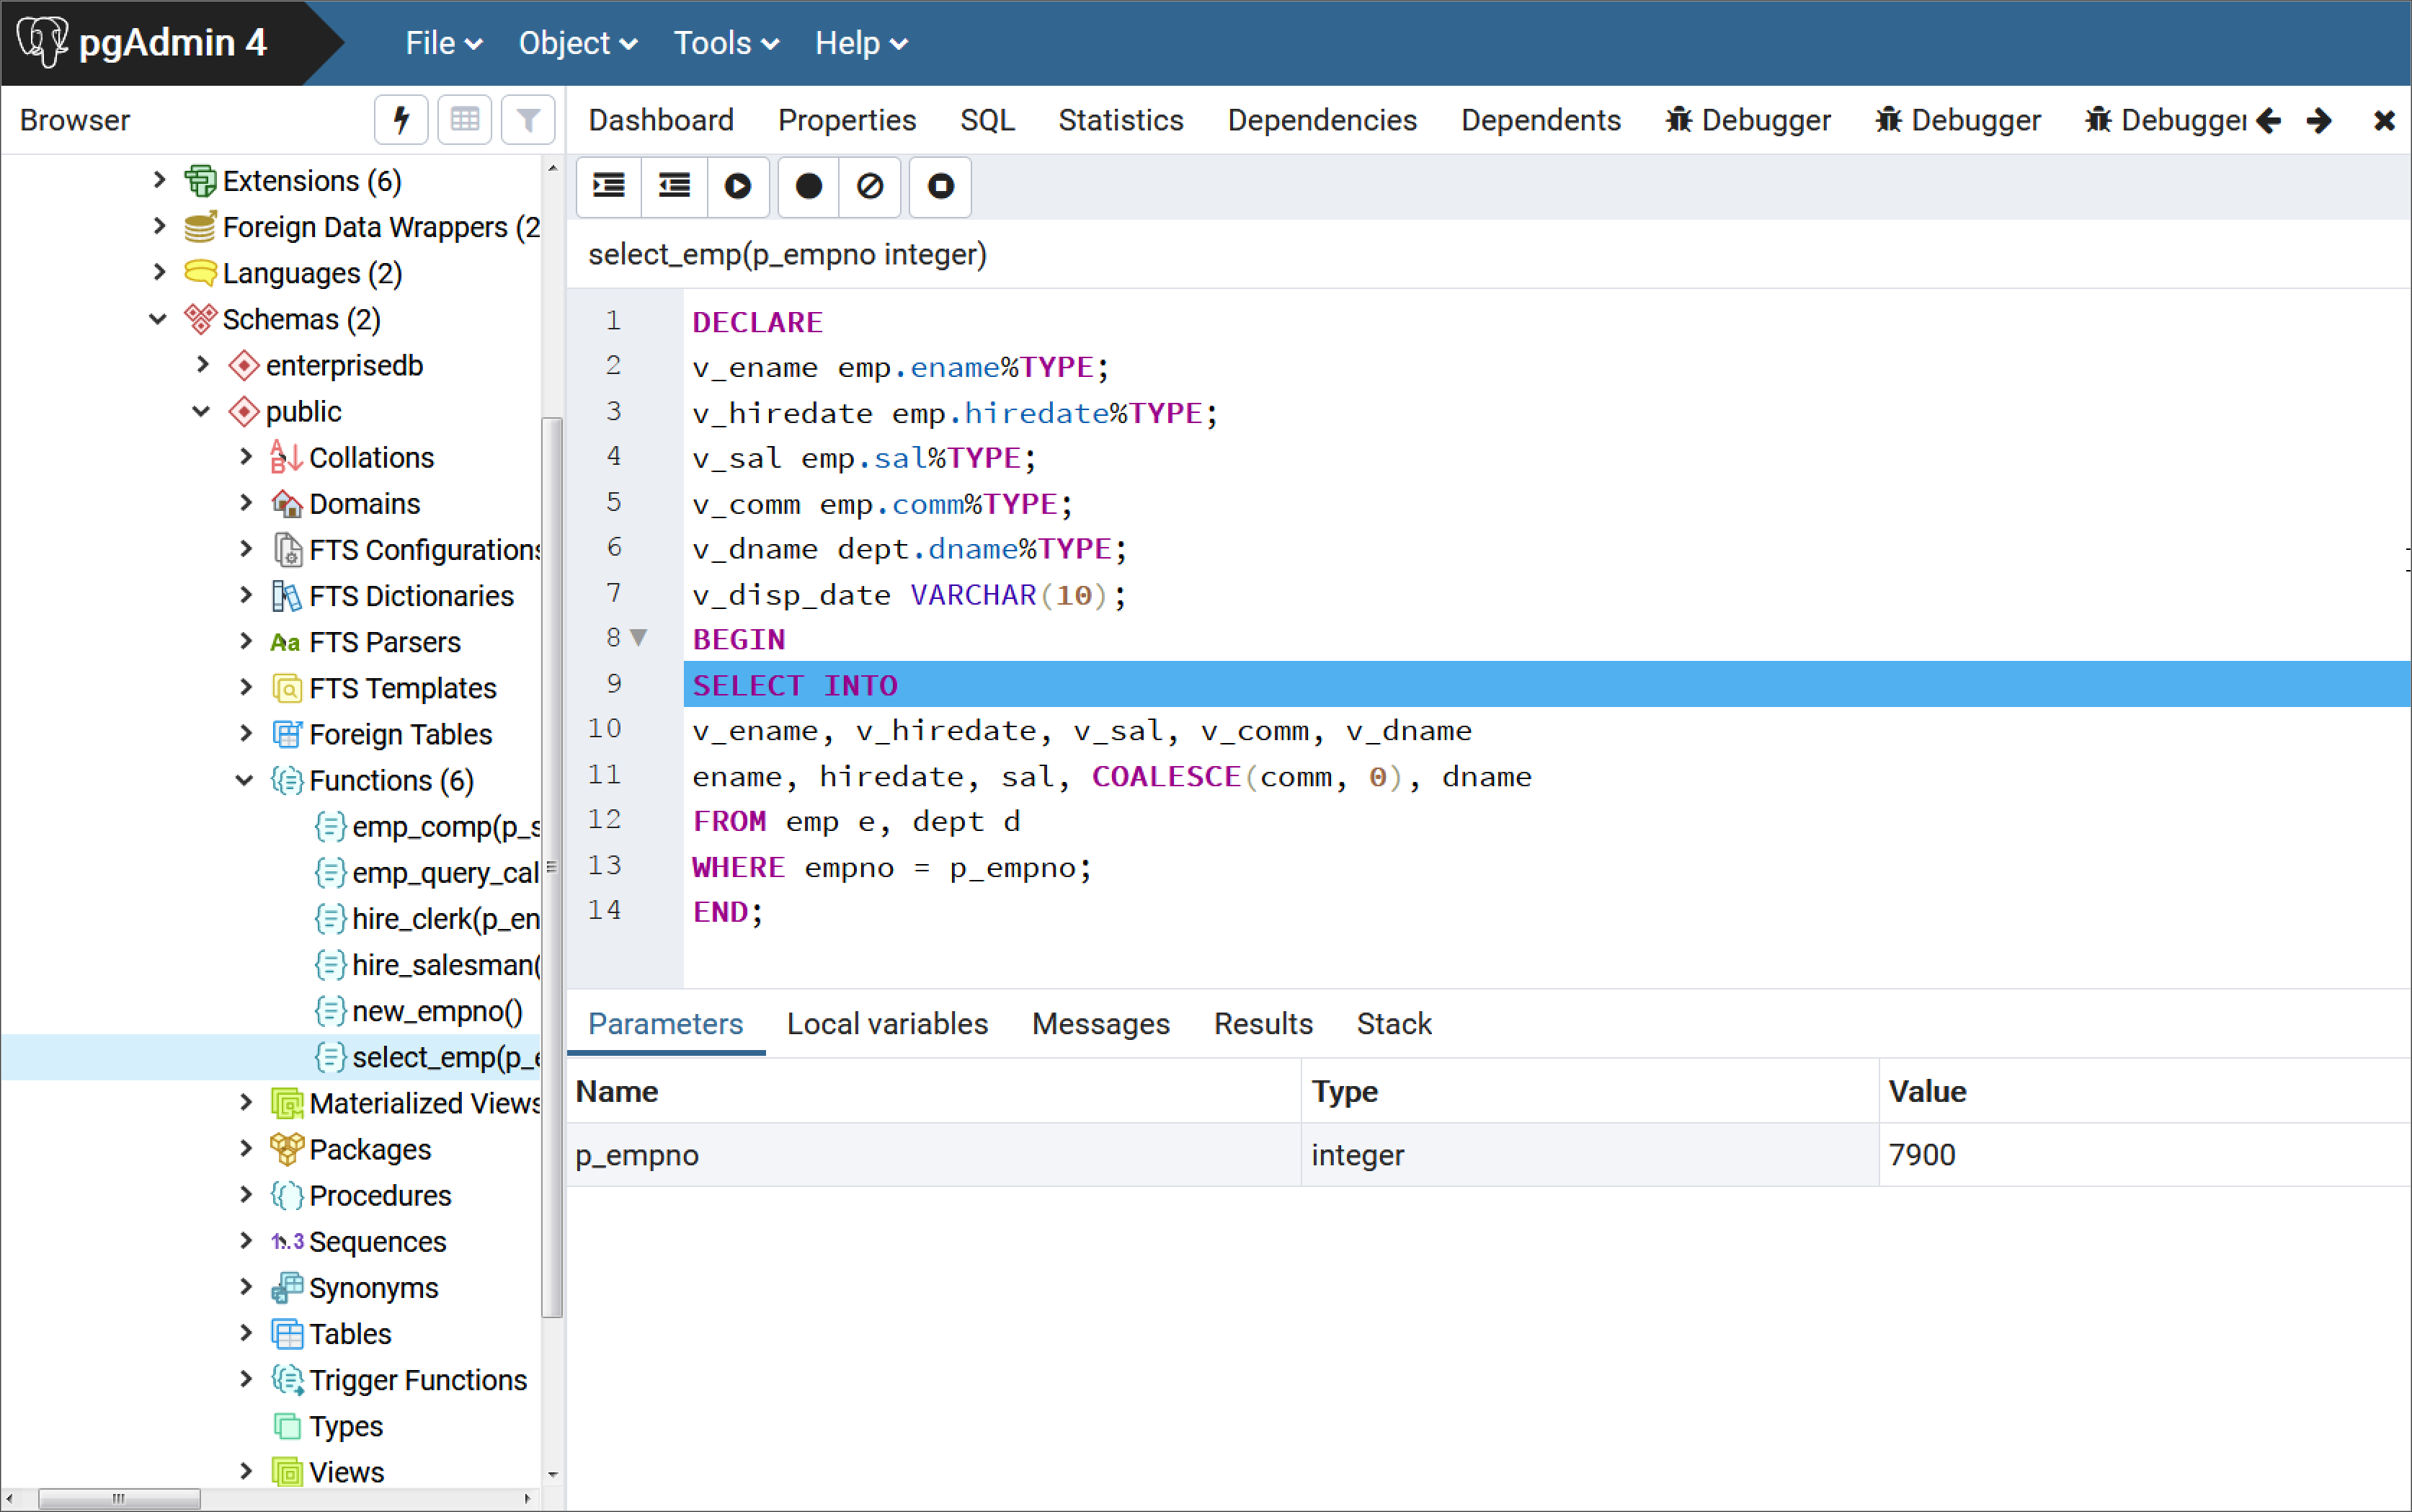 pgAdmin 4
File Object Tools Help
Browser
Dashboard Properties SQL Statistics Dependencies Dependents Debugger Debugger Debugger
Extensions (6)
Foreign Data Wrappers (2
Languages (2)
Schemas (2)
enterprisedb
public
Collations
Domains
FTS Configurations
FTS Dictionaries
Aa FTS Parsers
FTS Templates
Foreign Tables
Functions (6)
emp_comp(p_s
emp_query_cal
hire_clerk(p_en
hire_salesman(
new_empno()
select_emp(p_e
Materialized Views
Packages
Procedures
1..3 Sequences
Synonyms
Tables
Trigger Functions
Types
Views
select_emp(p_empno integer)
1 DECLARE
2 v_ename emp.ename%TYPE;
3 v_hiredate emp.hiredate%TYPE;
4 v_sal emp.sal%TYPE;
5 v_comm emp.comm%TYPE;
6 v_dname dept.dname%TYPE;
7 v_disp_date VARCHAR(10);
8 BEGIN
9 SELECT INTO
10 v_ename, v_hiredate, v_sal, v_comm, v_dname
11 ename, hiredate, sal, COALESCE(comm, 0), dname
12 FROM emp e, dept d
13 WHERE empno = p_empno;
14 END;
Parameters Local variables Messages Results Stack
Name Type Value
p_empno integer 7900